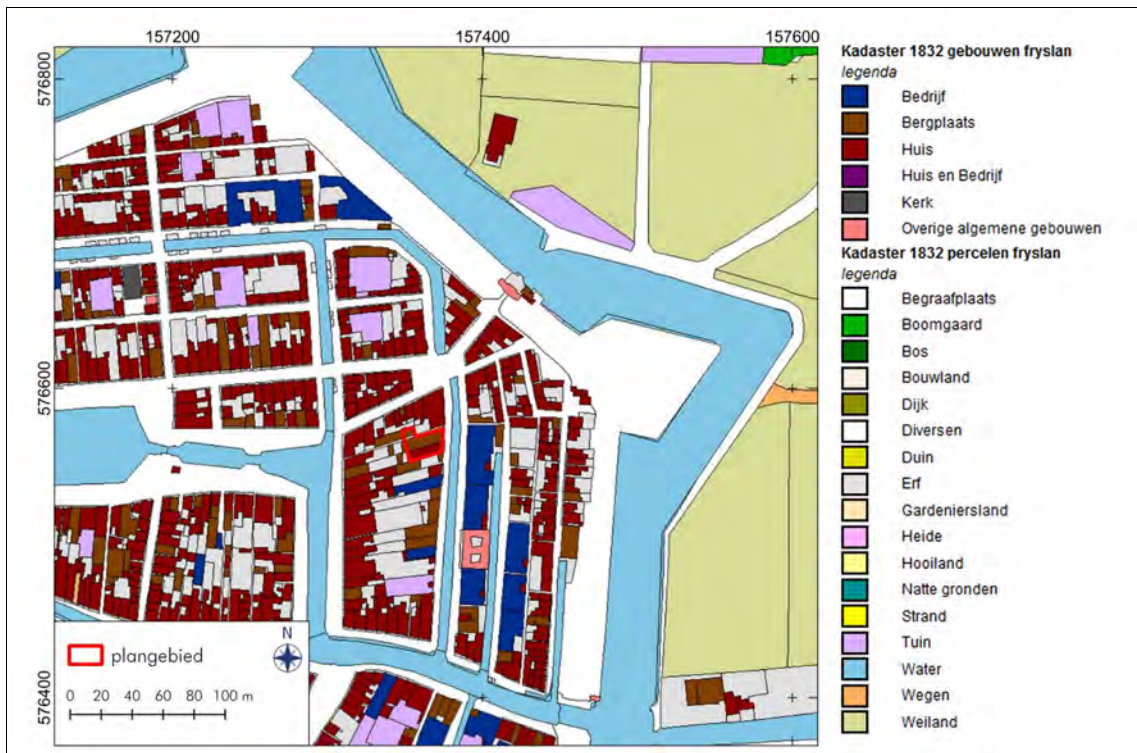 157200
157400
157600
576800
576600
576400
plangebied
N
0 20 40 60 80 100 m
Kadaster 1832 gebouwen fryslan
legenda
Bedrijf
Bergplaats
Huis
Huis en Bedrijf
Kerk
Overige algemene gebouwen
Kadaster 1832 percelen fryslan
legenda
Begraafplaats
Boomgaard
Bos
Bouwland
Dijk
Diversen
Duin
Erf
Gardeniersland
Heide
Hooiland
Natte gronden
Strand
Tuin
Water
Wegen
Weiland